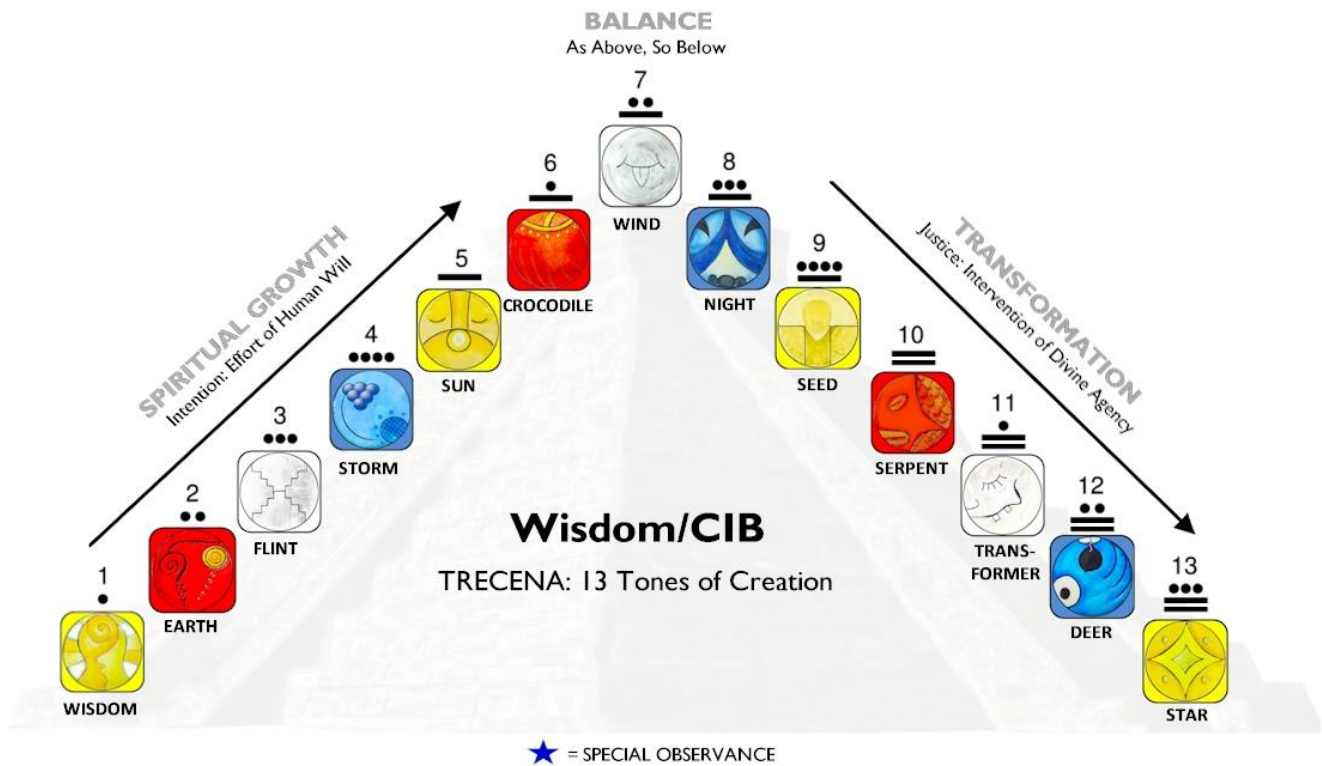 BALANCE
As Above, So Below
SPIRITUAL GROWTH
Intention: Effort of Human Will
TRANSFORMATION
Justice: Intervention of Divine Agency
1
WISDOM
2
EARTH
3
FLINT
4
STORM
5
SUN
6
CROCODILE
7
WIND
8
NIGHT
9
SEED
10
SERPENT
11
TRANS-
FORMER
12
DEER
13
STAR
Wisdom/CIB
TRECENA: 13 Tones of Creation
= SPECIAL OBSERVANCE